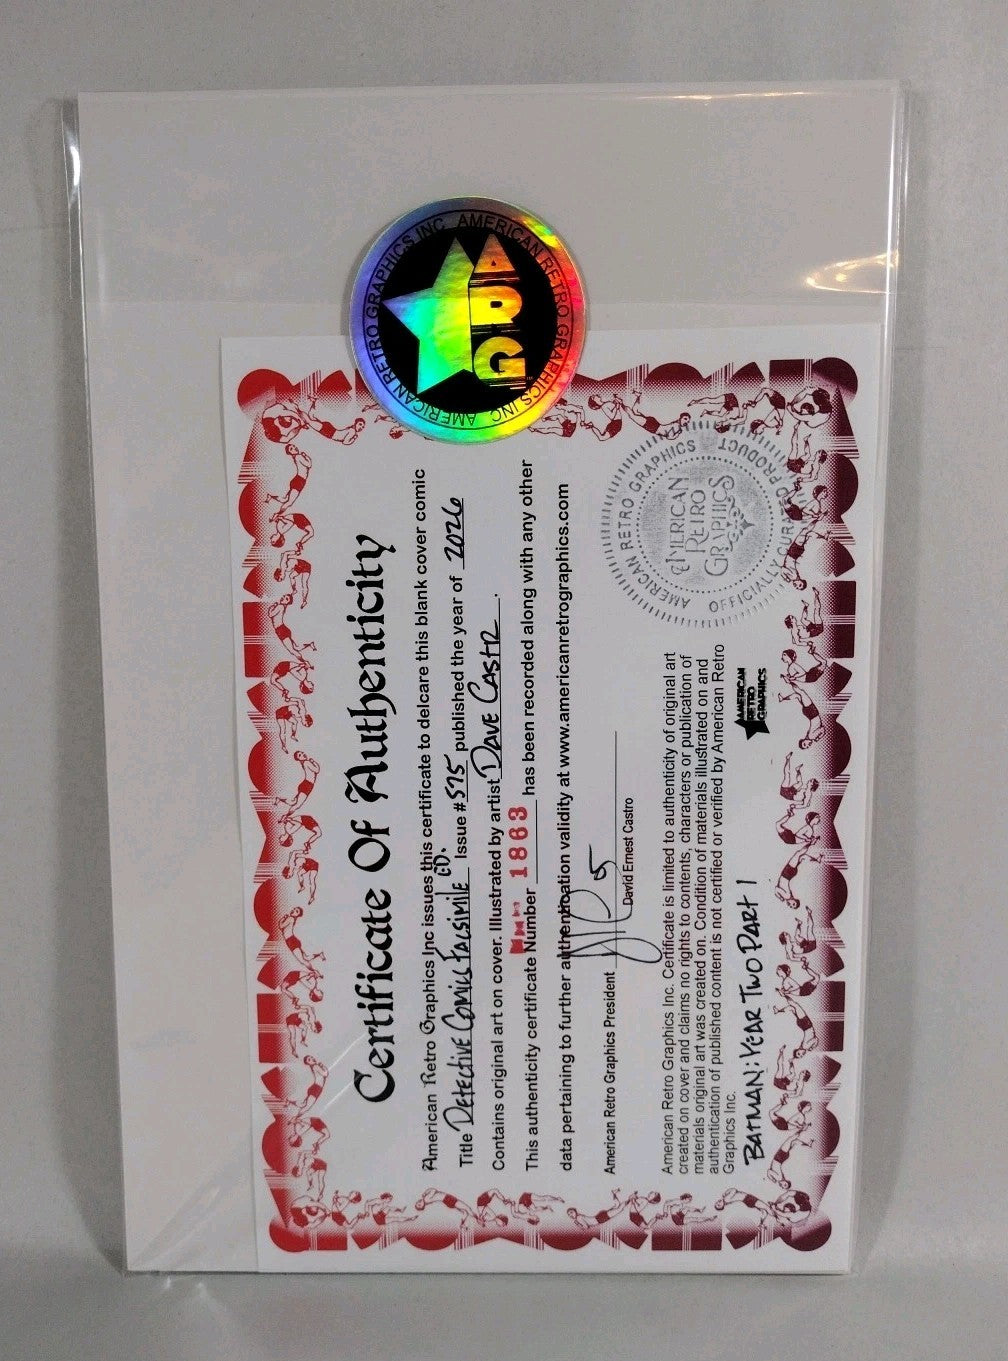 AMERICAN RETRO GRAPHICS INC. AMERICAN RETRO GRAPHICS INC.
ARG
Certificate Of Authenticity
American Retro Graphics Inc issues this certificate to delcare this blank cover comic
Title Detective Comics Facsimile ED. Issue # 575 published the year of 2026
Contains original art on cover. Illustrated by artist Dave Castr.
This authenticity certificate Number 1863 has been recorded along with any other
data pertaining to further authentication validity at www.americanretrographics.com
American Retro Graphics President
David Ernest Castro
AMERICAN RETRO GRAPHICS
OFFICIALLY CURATED PRODUCT
AMERICAN
RETRO
GRAPHICS
American Retro Graphics Inc. Certificate is limited to authenticity of original art
created on cover and claims no rights to contents, characters or publication of
materials original art was created on. Condition of materials illustrated on and
authentication of published content is not certified or verified by American Retro
Graphics Inc.
AMERICAN
RETRO
GRAPHICS
BATMAN: YEAR TWO PART 1